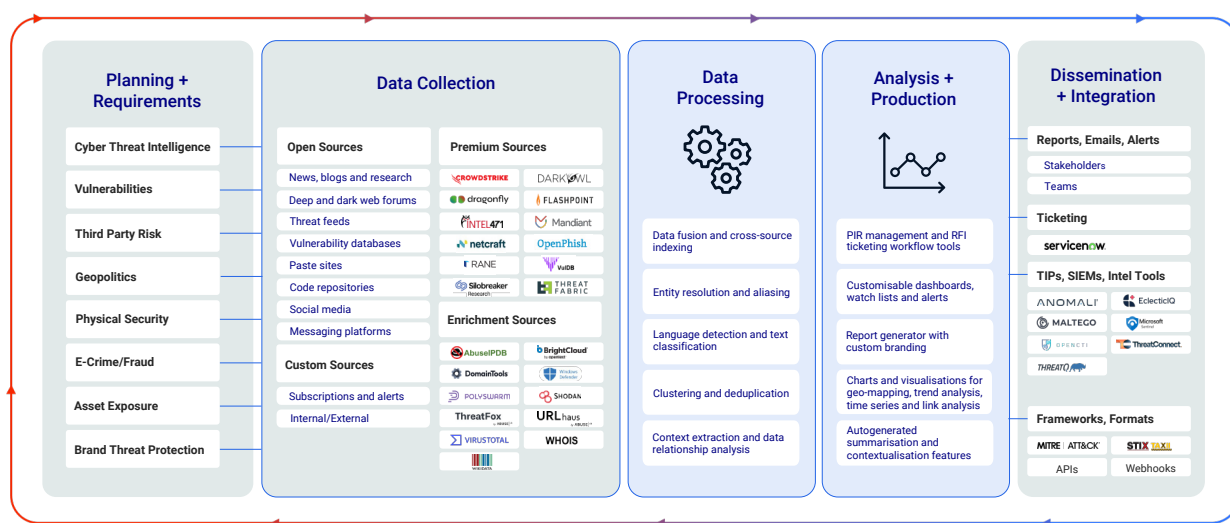 Planning +
Requirements
Cyber Threat Intelligence
Vulnerabilities
Third Party Risk
Geopolitics
Physical Security
E-Crime/Fraud
Asset Exposure
Brand Threat Protection
Data Collection
Open Sources
News, blogs and research
Deep and dark web forums
Threat feeds
Vulnerability databases
Paste sites
Code repositories
Social media
Messaging platforms
Custom Sources
Subscriptions and alerts
Internal/External
Premium Sources
CROWDSTRIKE
DARKOWL
dragonfly
FLASHPOINT
INTEL471
Mandiant
netcraft
OpenPhish
RANE
VulDB
Silobreaker
Research
THREAT
FABRIC
Enrichment Sources
AbuseIPDB
BrightCloud
DomainTools
Windows
Defender
POLYSWARM
SHODAN
ThreatFox
URLhaus
VIRUSTOTAL
WHOIS
WIKIDATA
Data
Processing
Data fusion and cross-source
indexing
Entity resolution and aliasing
Language detection and text
classification
Clustering and deduplication
Context extraction and data
relationship analysis
Analysis +
Production
PIR management and RFI
ticketing workflow tools
Customisable dashboards,
watch lists and alerts
Report generator with
custom branding
Charts and visualisations for
geo-mapping, trend analysis,
time series and link analysis
Autogenerated
summarisation and
contextualisation features
Dissemination
+ Integration
Reports, Emails, Alerts
Stakeholders
Teams
Ticketing
servicenow
TIPs, SIEMs, Intel Tools
ANOMALI
EclecticIQ
MALTEGO
Microsoft
Sentinel
OPENCTI
ThreatConnect
THREATQ
Frameworks, Formats
MITRE | ATT&CK
STIX TAXII
APIs
Webhooks